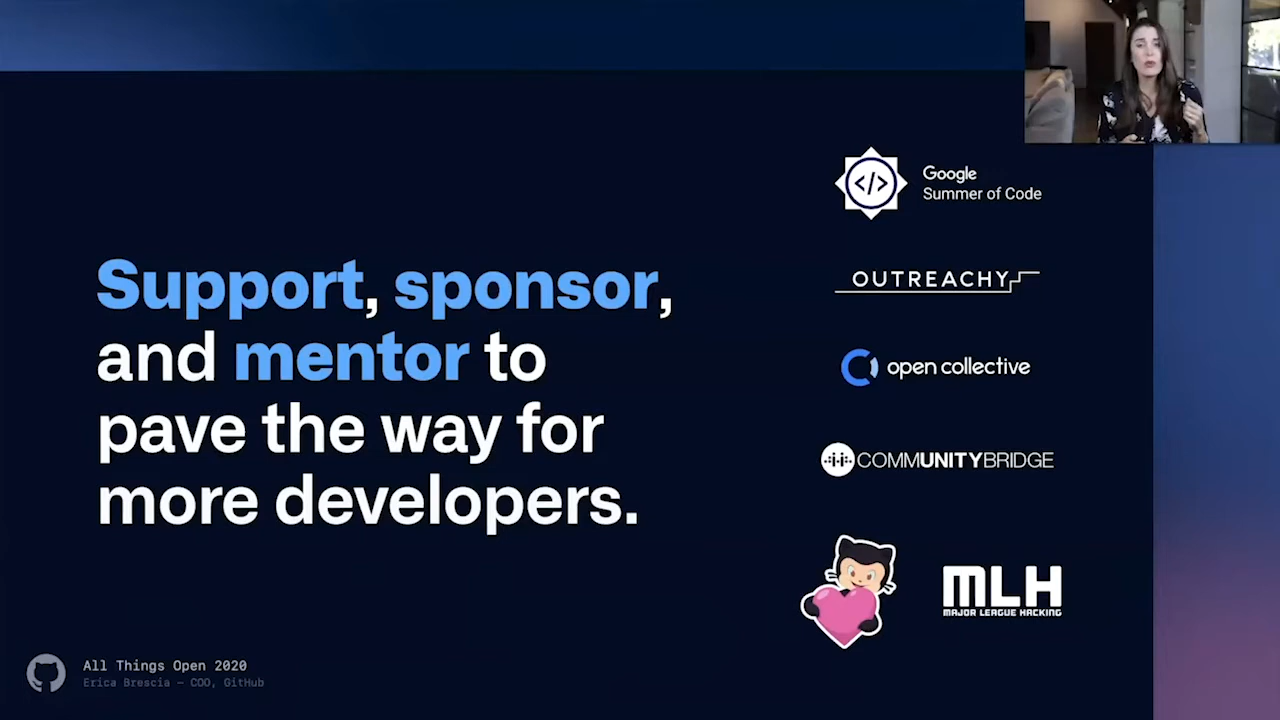 Support, sponsor,
and mentor to
pave the way for
more developers.
</>
Google
Summer of Code
OUTREACHY
open collective
COMMUNITYBRIDGE
MLH
MAJOR LEAGUE HACKING
All Things Open 2020
Erica Brescia – COO, GitHub